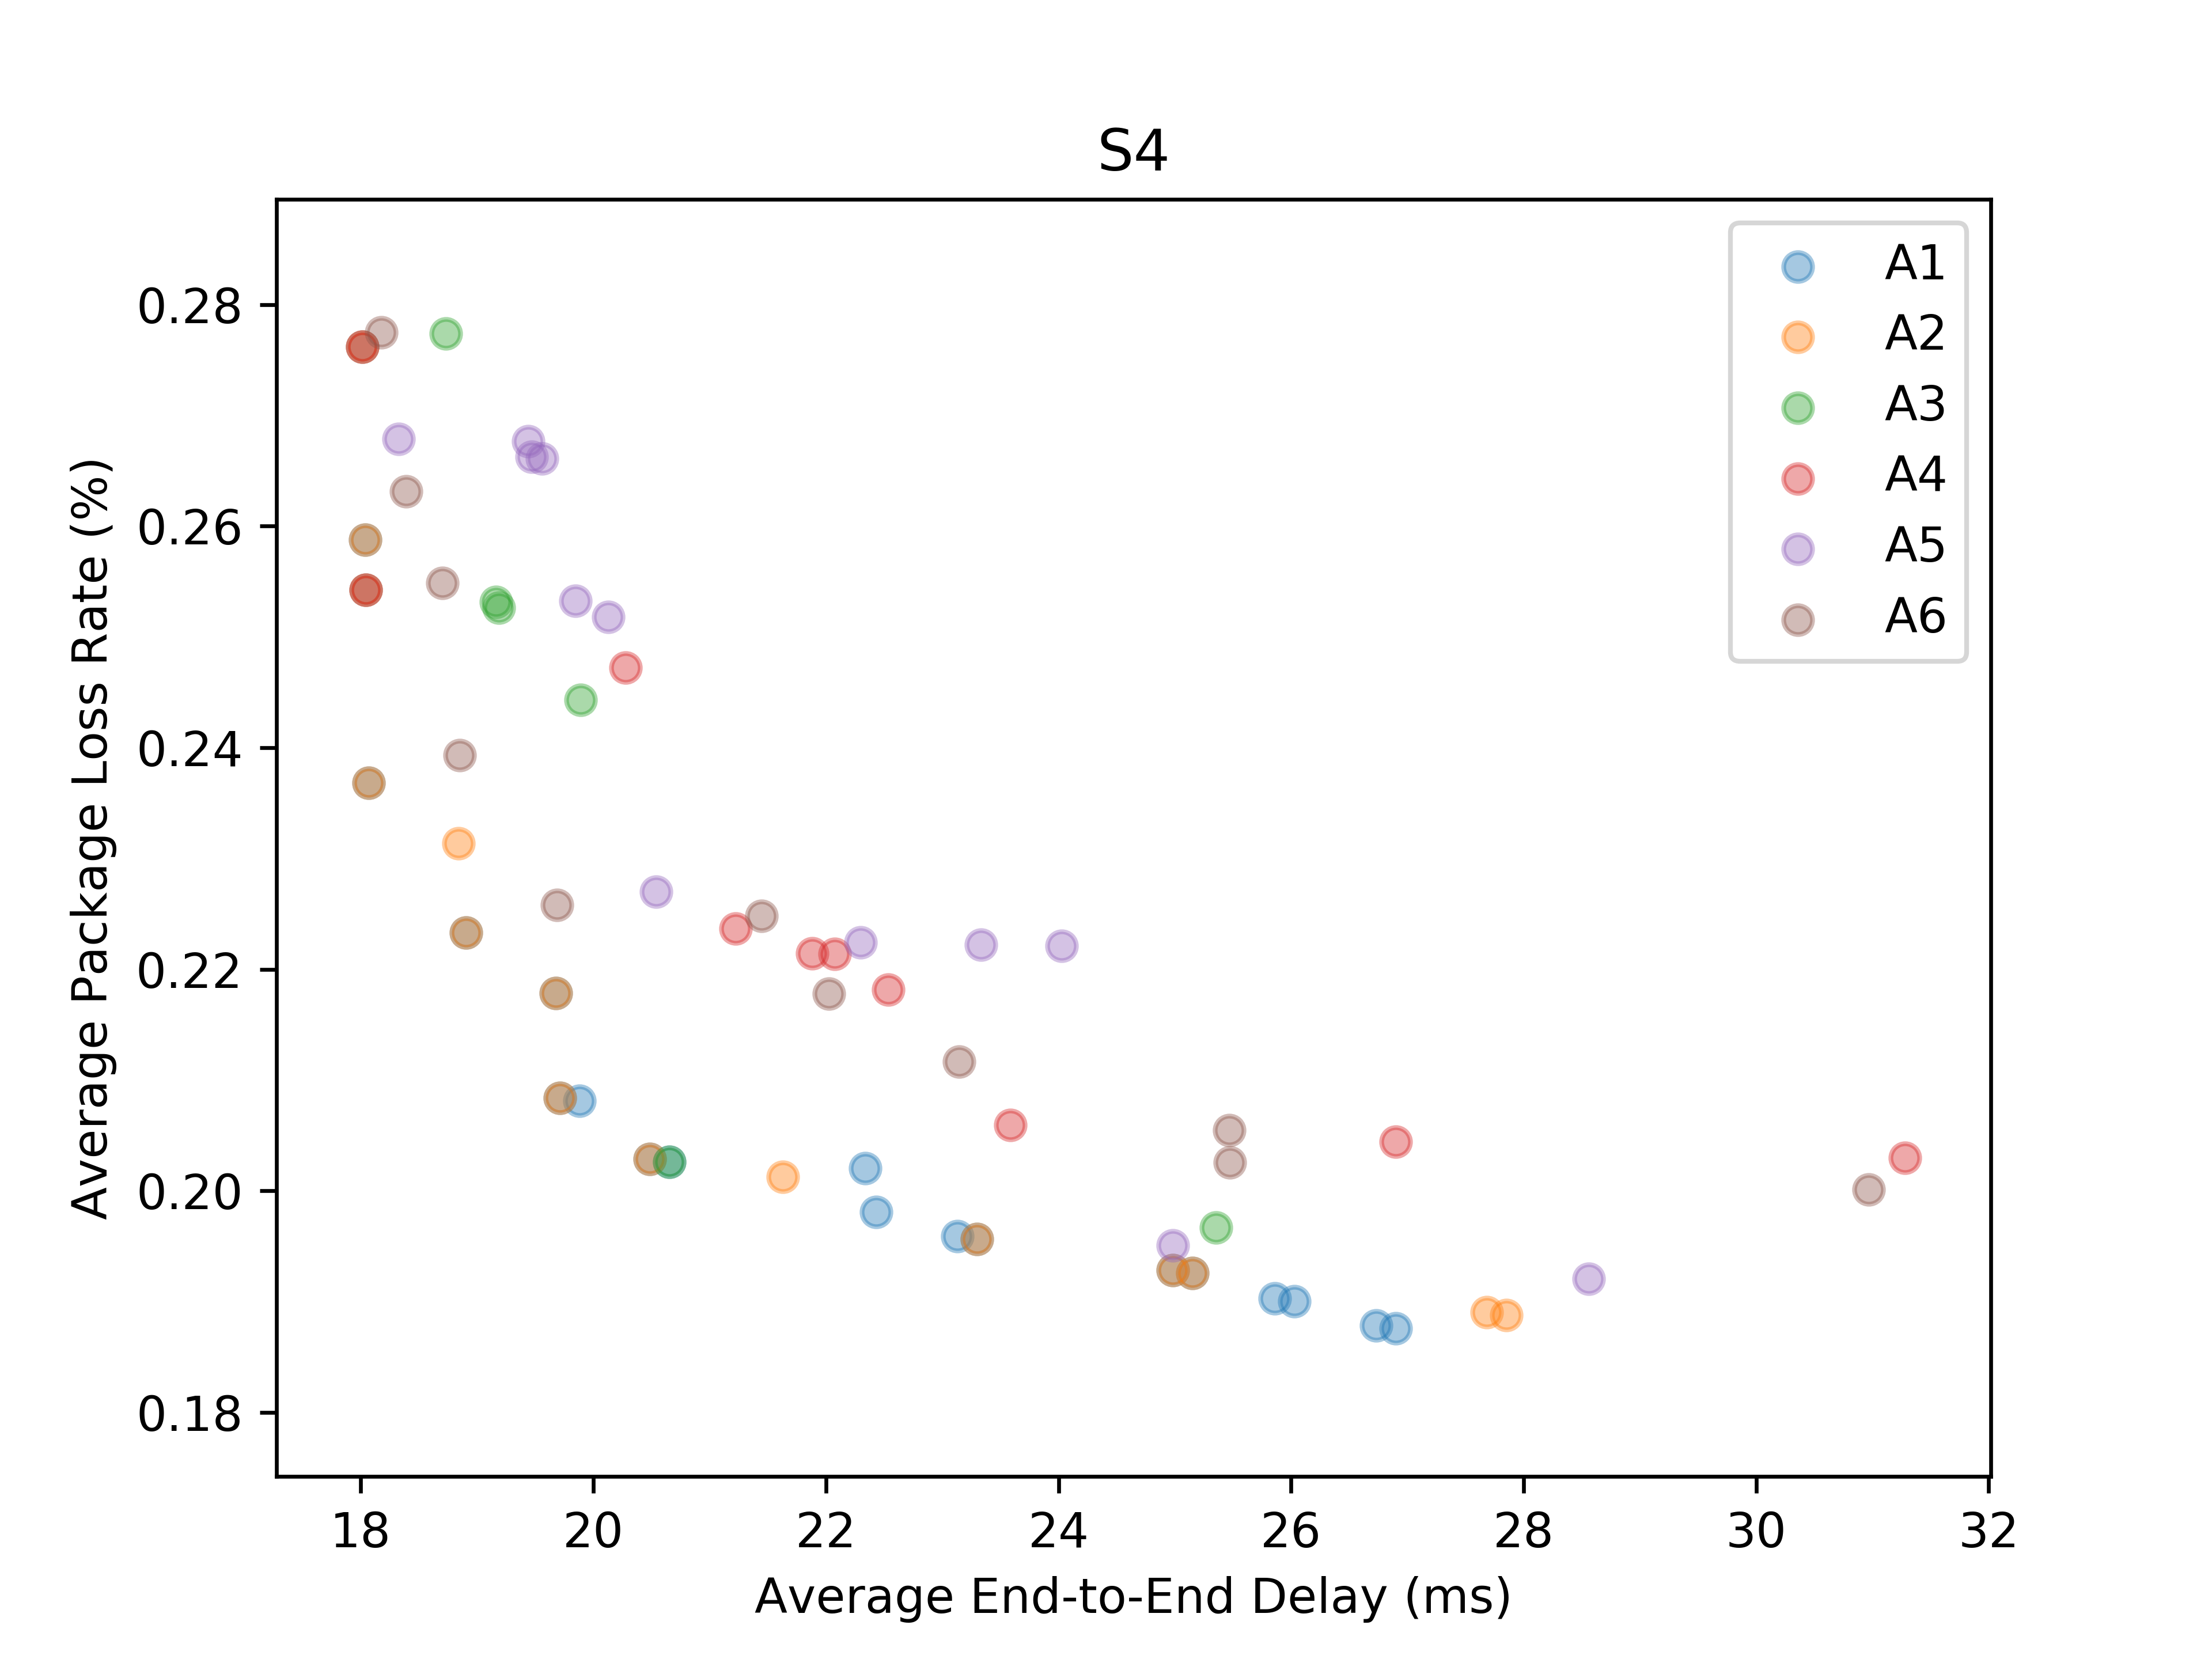 S4
A1
A2
A3
A4
A5
A6
0.28
0.26
0.24
0.22
0.20
0.18
Average Package Loss Rate (%)
18 20 22 24 26 28 30 32
Average End-to-End Delay (ms)